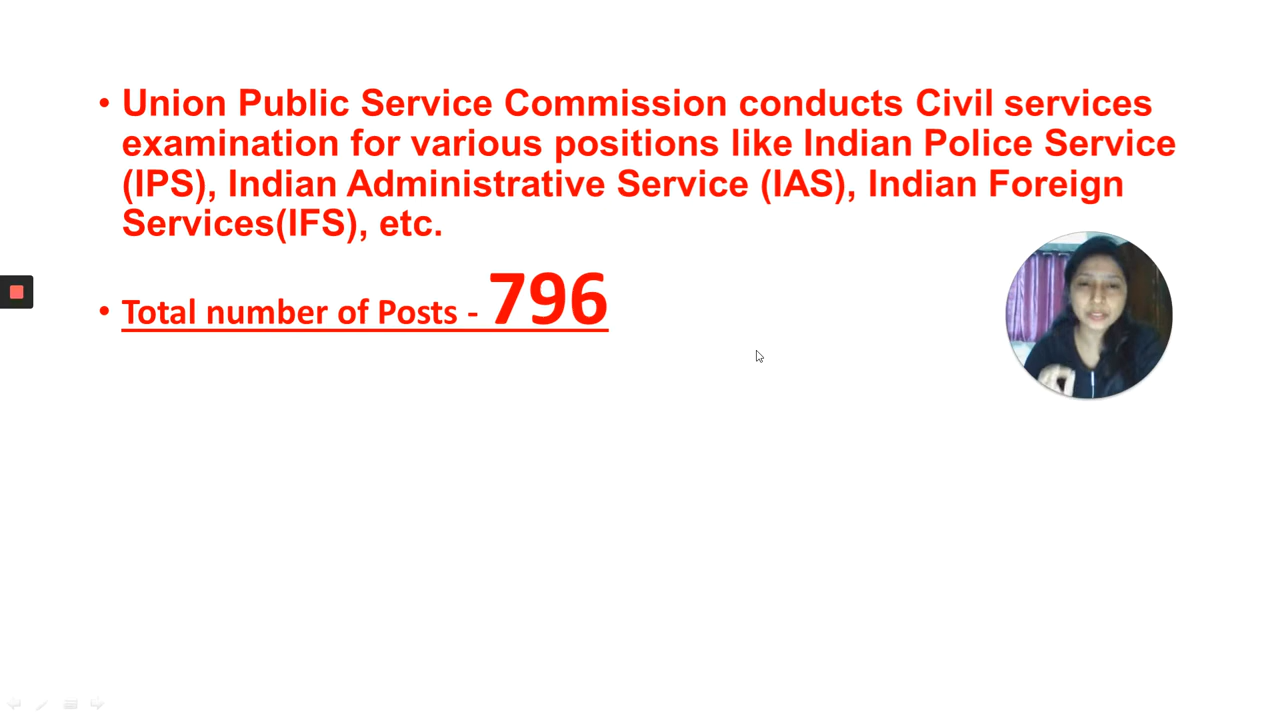 • Union Public Service Commission conducts Civil services
examination for various positions like Indian Police Service
(IPS), Indian Administrative Service (IAS), Indian Foreign
Services(IFS), etc.
• Total number of Posts - 796